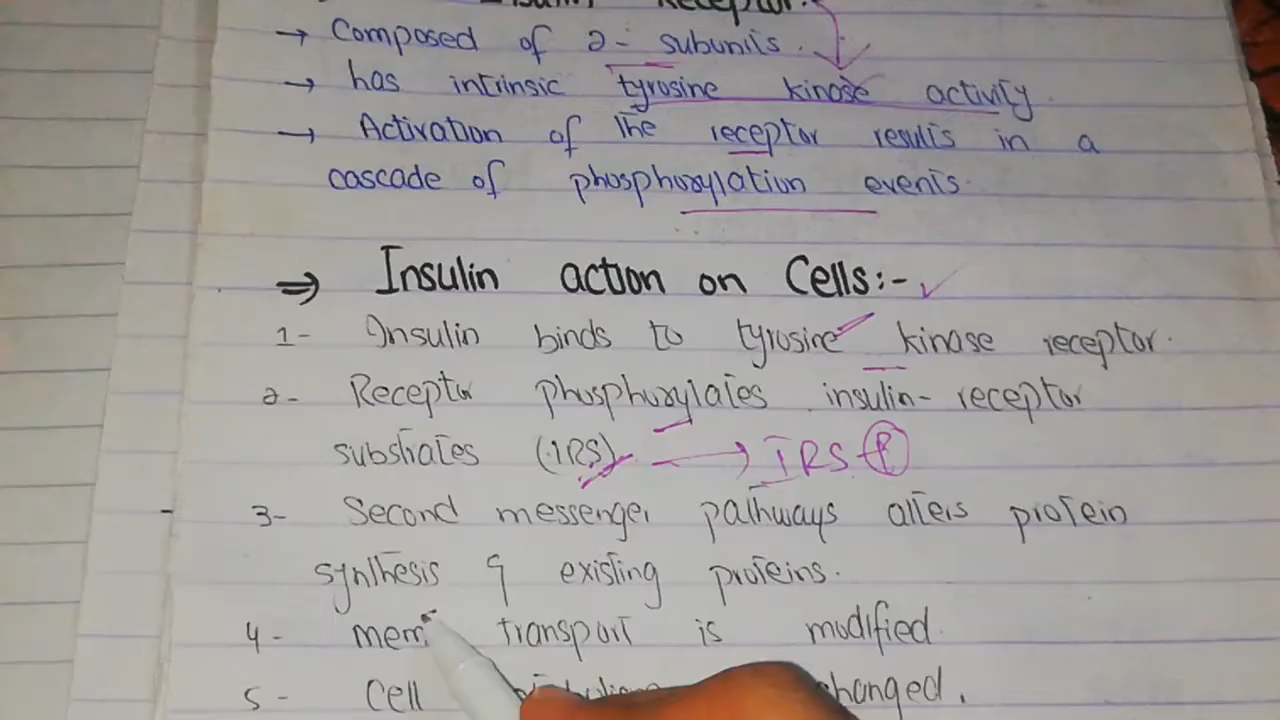 Insulin Receptor:
→ Composed of 2- subunits.
→ has intrinsic tyrosine kinase activity.
→ Activation of the receptor results in a
cascade of phosphorylation events.
⇒ Insulin action on Cells:-
1- Insulin binds to tyrosine kinase receptor.
2- Receptor phosphorylates insulin-receptor
substrates (IRS) → IRS P
3- Second messenger pathways alters protein
synthesis & existing proteins.
4- mem transport is modified.
5- Cell changed.